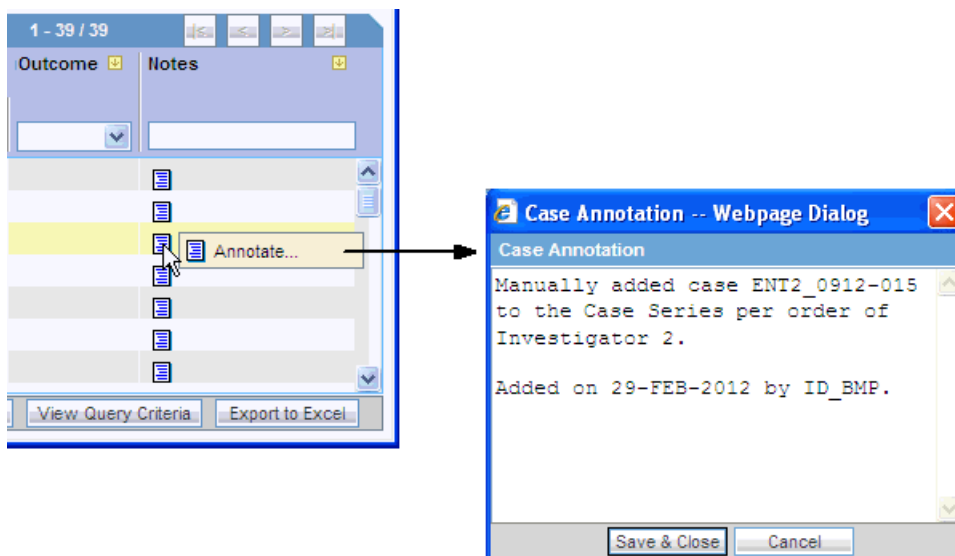 1 - 39 / 39
Outcome Notes
Annotate...
View Query Criteria Export to Excel
Case Annotation -- Webpage Dialog
Case Annotation
Manually added case ENT2_0912-015
to the Case Series per order of
Investigator 2.
Added on 29-FEB-2012 by ID_BMP.
Save & Close Cancel